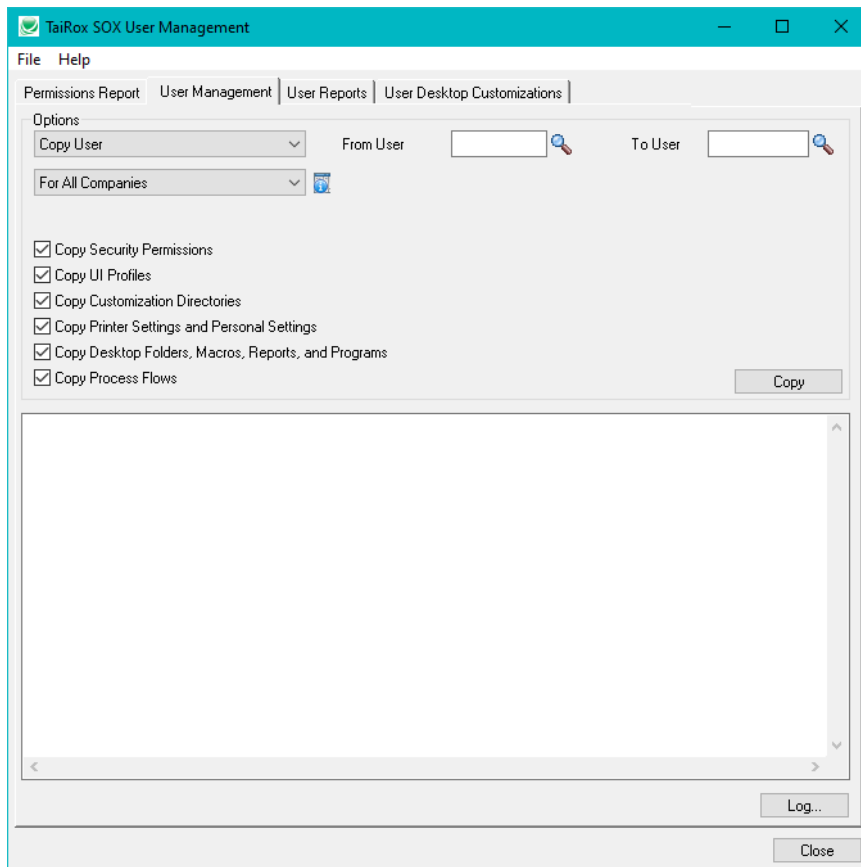 TaiRox SOX User Management
File Help
Permissions Report User Management User Reports User Desktop Customizations
Options
Copy User From User To User
For All Companies
Copy Security Permissions
Copy UI Profiles
Copy Customization Directories
Copy Printer Settings and Personal Settings
Copy Desktop Folders, Macros, Reports, and Programs
Copy Process Flows
Copy
Log...
Close